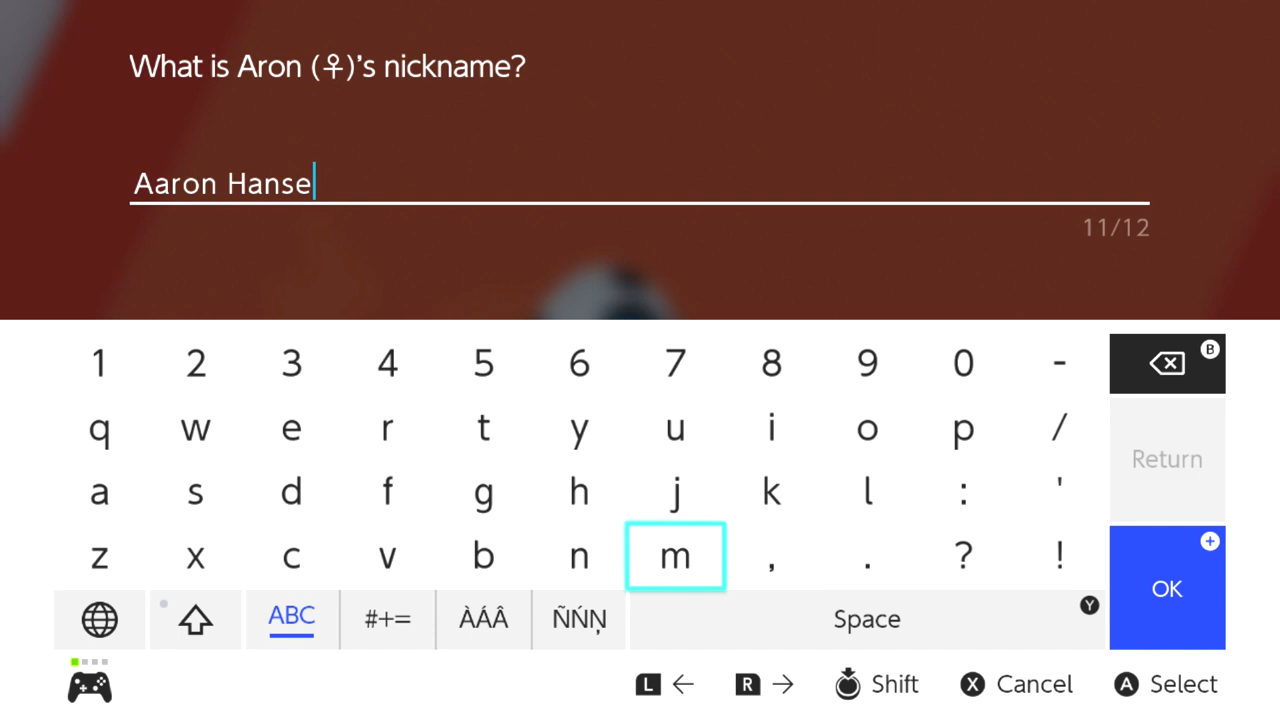 What is Aron (♀)'s nickname?
Aaron Hanse
11/12
1 2 3 4 5 6 7 8 9 0 - B
q w e r t y u i o p / Return
a s d f g h j k l : '
z x c v b n m , . ? ! + OK
ABC #+= ÀÁÂ ÑŃŅ Space Y
L ← R → Shift X Cancel A Select